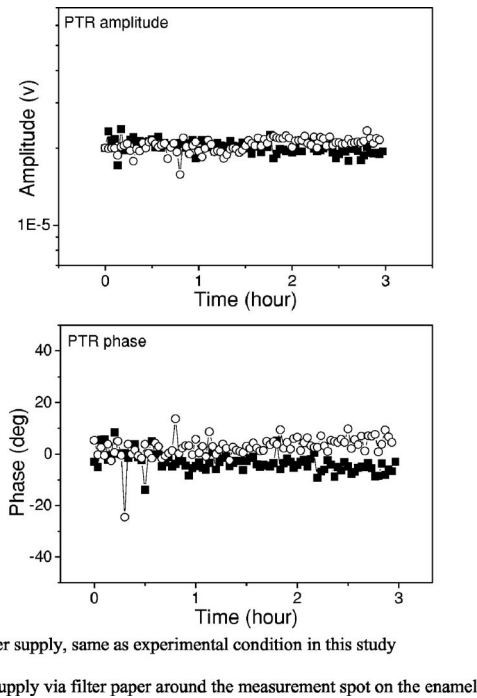 PTR amplitude
Amplitude (v)
1E-5
0 1 2 3
Time (hour)
PTR phase
Phase (deg)
40
20
0
-20
-40
0 1 2 3
Time (hour)
er supply, same as experimental condition in this study
upply via filter paper around the measurement spot on the enamel